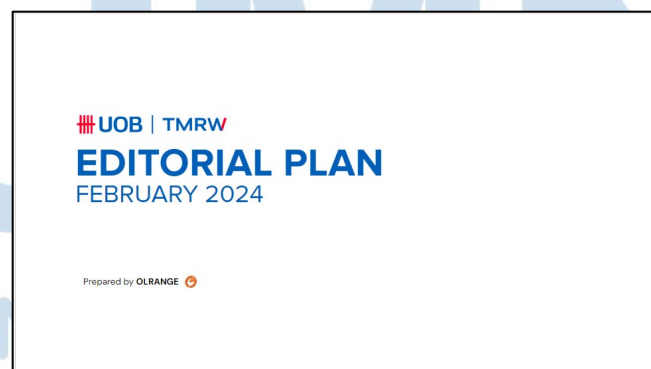 UOB | TMRW
EDITORIAL PLAN
FEBRUARY 2024
Prepared by OLRANGE